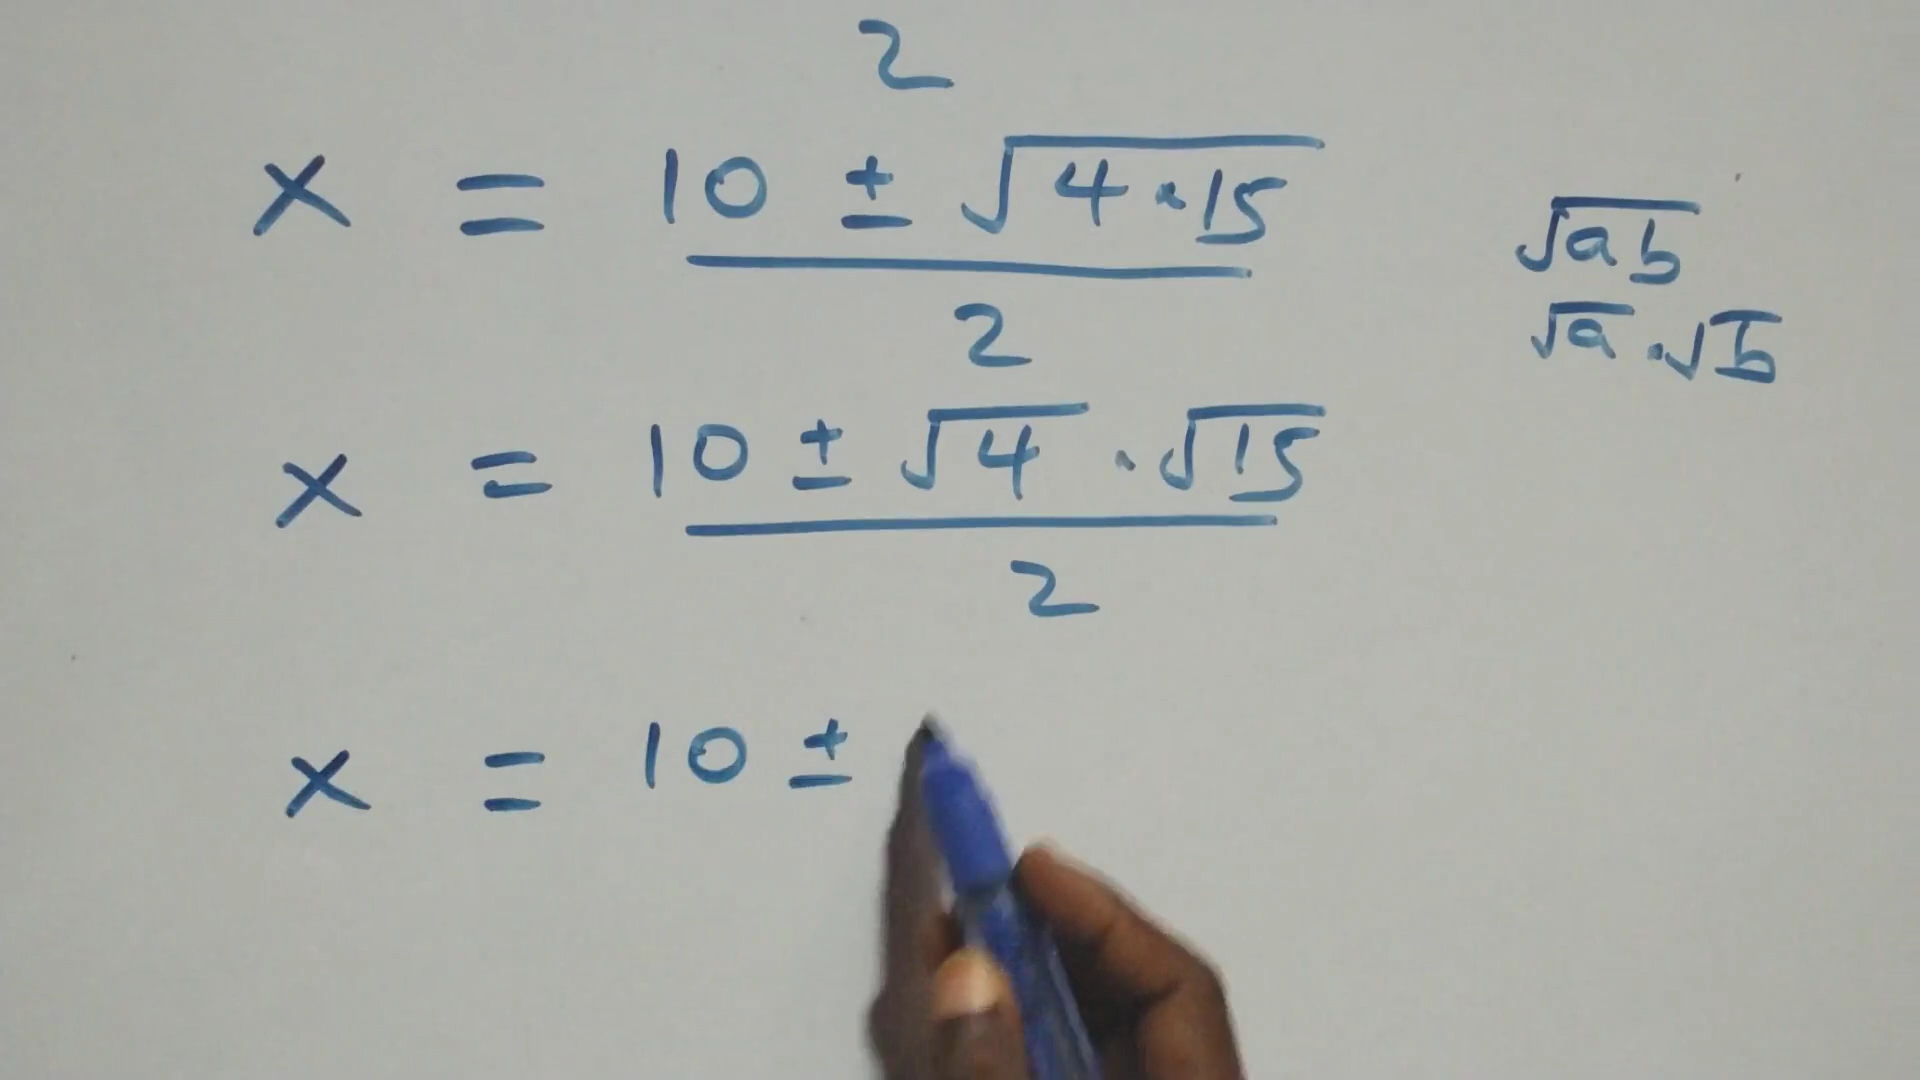 2
x = 10 ± √4·15
2
√ab
√a·√b
x = 10 ± √4 · √15
2
x = 10 ±